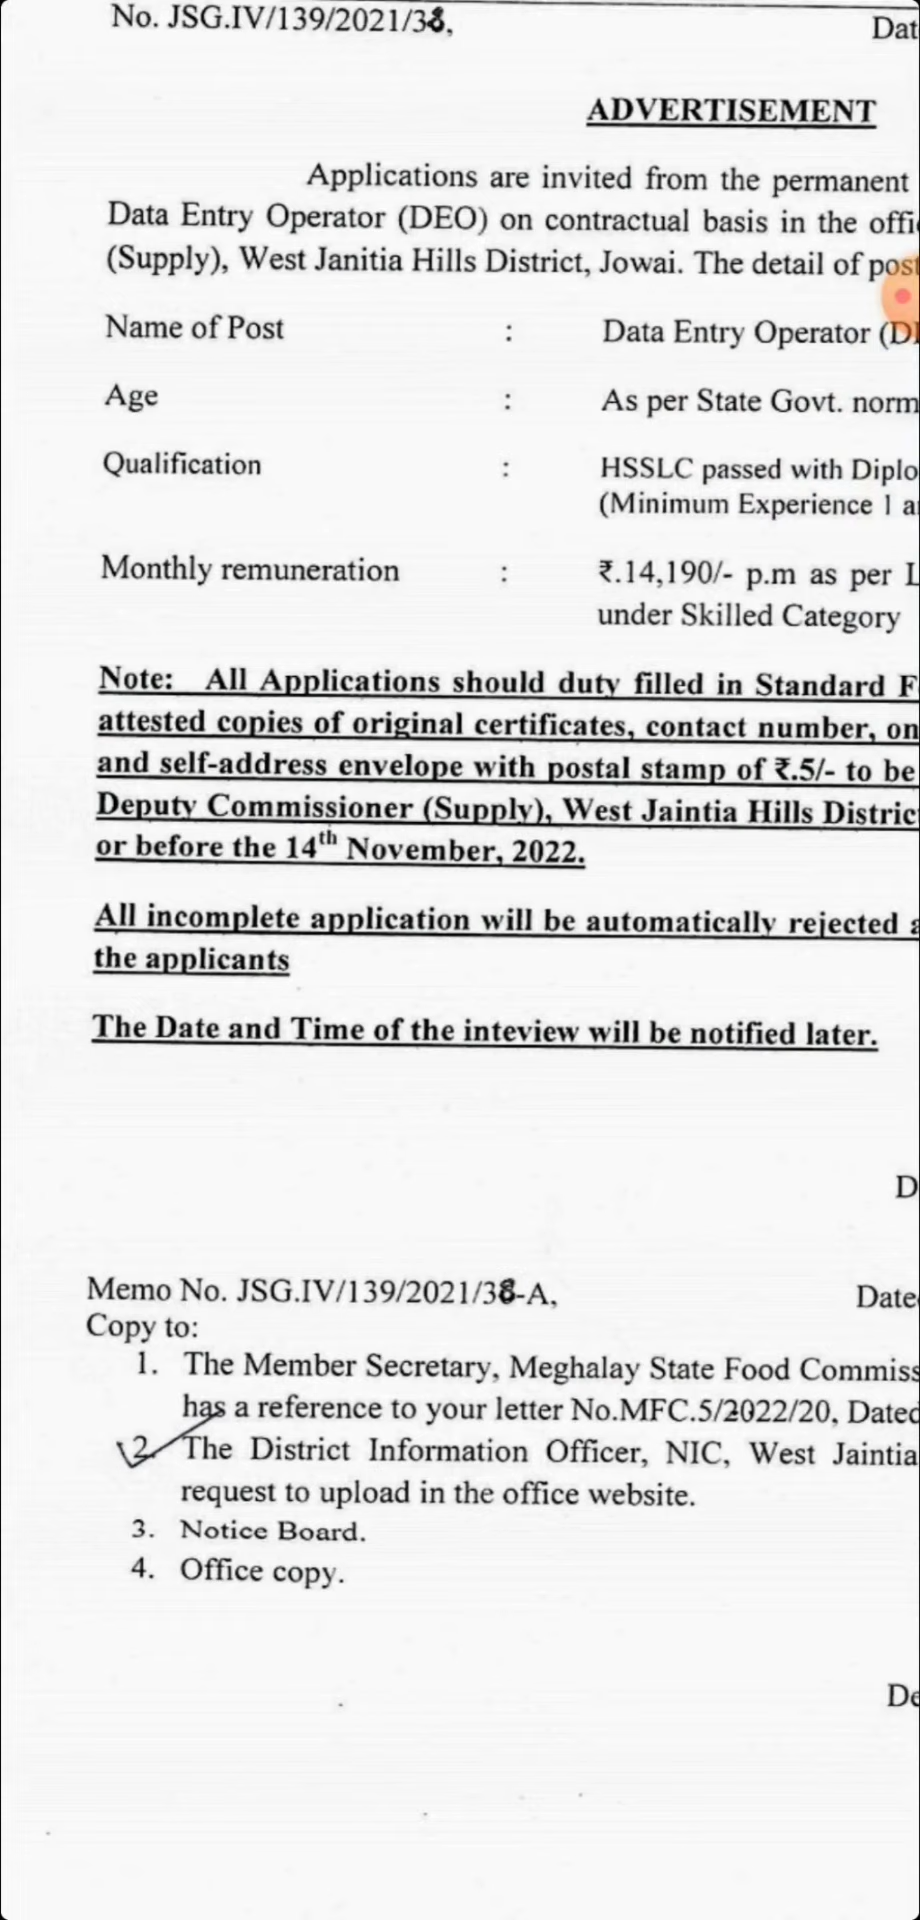 No. JSG.IV/139/2021/38,
Dat
ADVERTISEMENT
Applications are invited from the permanent
Data Entry Operator (DEO) on contractual basis in the offi
(Supply), West Janitia Hills District, Jowai. The detail of post
Name of Post : Data Entry Operator (DE
Age : As per State Govt. norm
Qualification : HSSLC passed with Diplo
(Minimum Experience 1 a
Monthly remuneration : ₹.14,190/- p.m as per L
under Skilled Category
Note: All Applications should duty filled in Standard F
attested copies of original certificates, contact number, on
and self-address envelope with postal stamp of ₹.5/- to be
Deputy Commissioner (Supply), West Jaintia Hills Distric
or before the 14th November, 2022.
All incomplete application will be automatically rejected a
the applicants
The Date and Time of the inteview will be notified later.
D
Memo No. JSG.IV/139/2021/38-A, Date
Copy to:
1. The Member Secretary, Meghalay State Food Commiss
has a reference to your letter No.MFC.5/2022/20, Dated
2. The District Information Officer, NIC, West Jaintia
request to upload in the office website.
3. Notice Board.
4. Office copy.
De